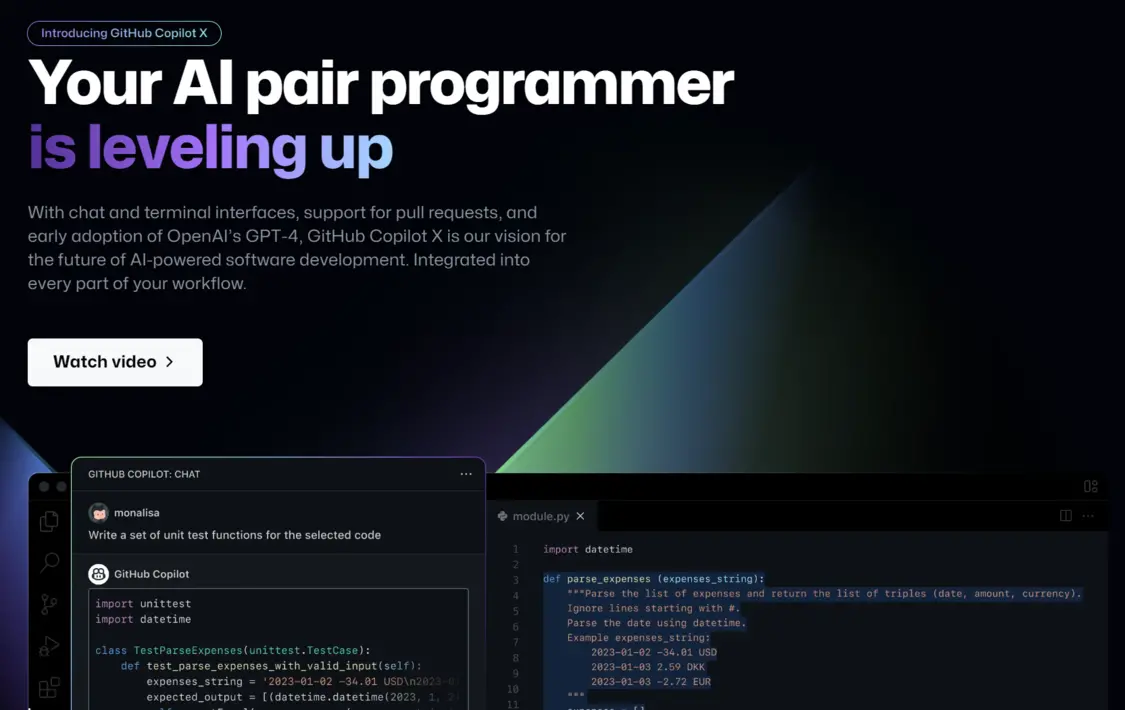 Introducing GitHub Copilot X
Your AI pair programmer
is leveling up
With chat and terminal interfaces, support for pull requests, and
early adoption of OpenAI's GPT-4, GitHub Copilot X is our vision for
the future of AI-powered software development. Integrated into
every part of your workflow.
Watch video >
GITHUB COPILOT: CHAT
monalisa
Write a set of unit test functions for the selected code
GitHub Copilot
import unittest
import datetime
class TestParseExpenses(unittest.TestCase):
def test_parse_expenses_with_valid_input(self):
expenses_string = '2023-01-02 -34.01 USD\n2023-0
expected_output = [(datetime.datetime(2023, 1, 2
module.py
1 import datetime
2
3 def parse_expenses (expenses_string):
4 """Parse the list of expenses and return the list of triples (date, amount, currency).
5 Ignore lines starting with #.
6 Parse the date using datetime.
7 Example expenses_string:
8 2023-01-02 -34.01 USD
9 2023-01-03 2.59 DKK
10 2023-01-03 -2.72 EUR
"""
11